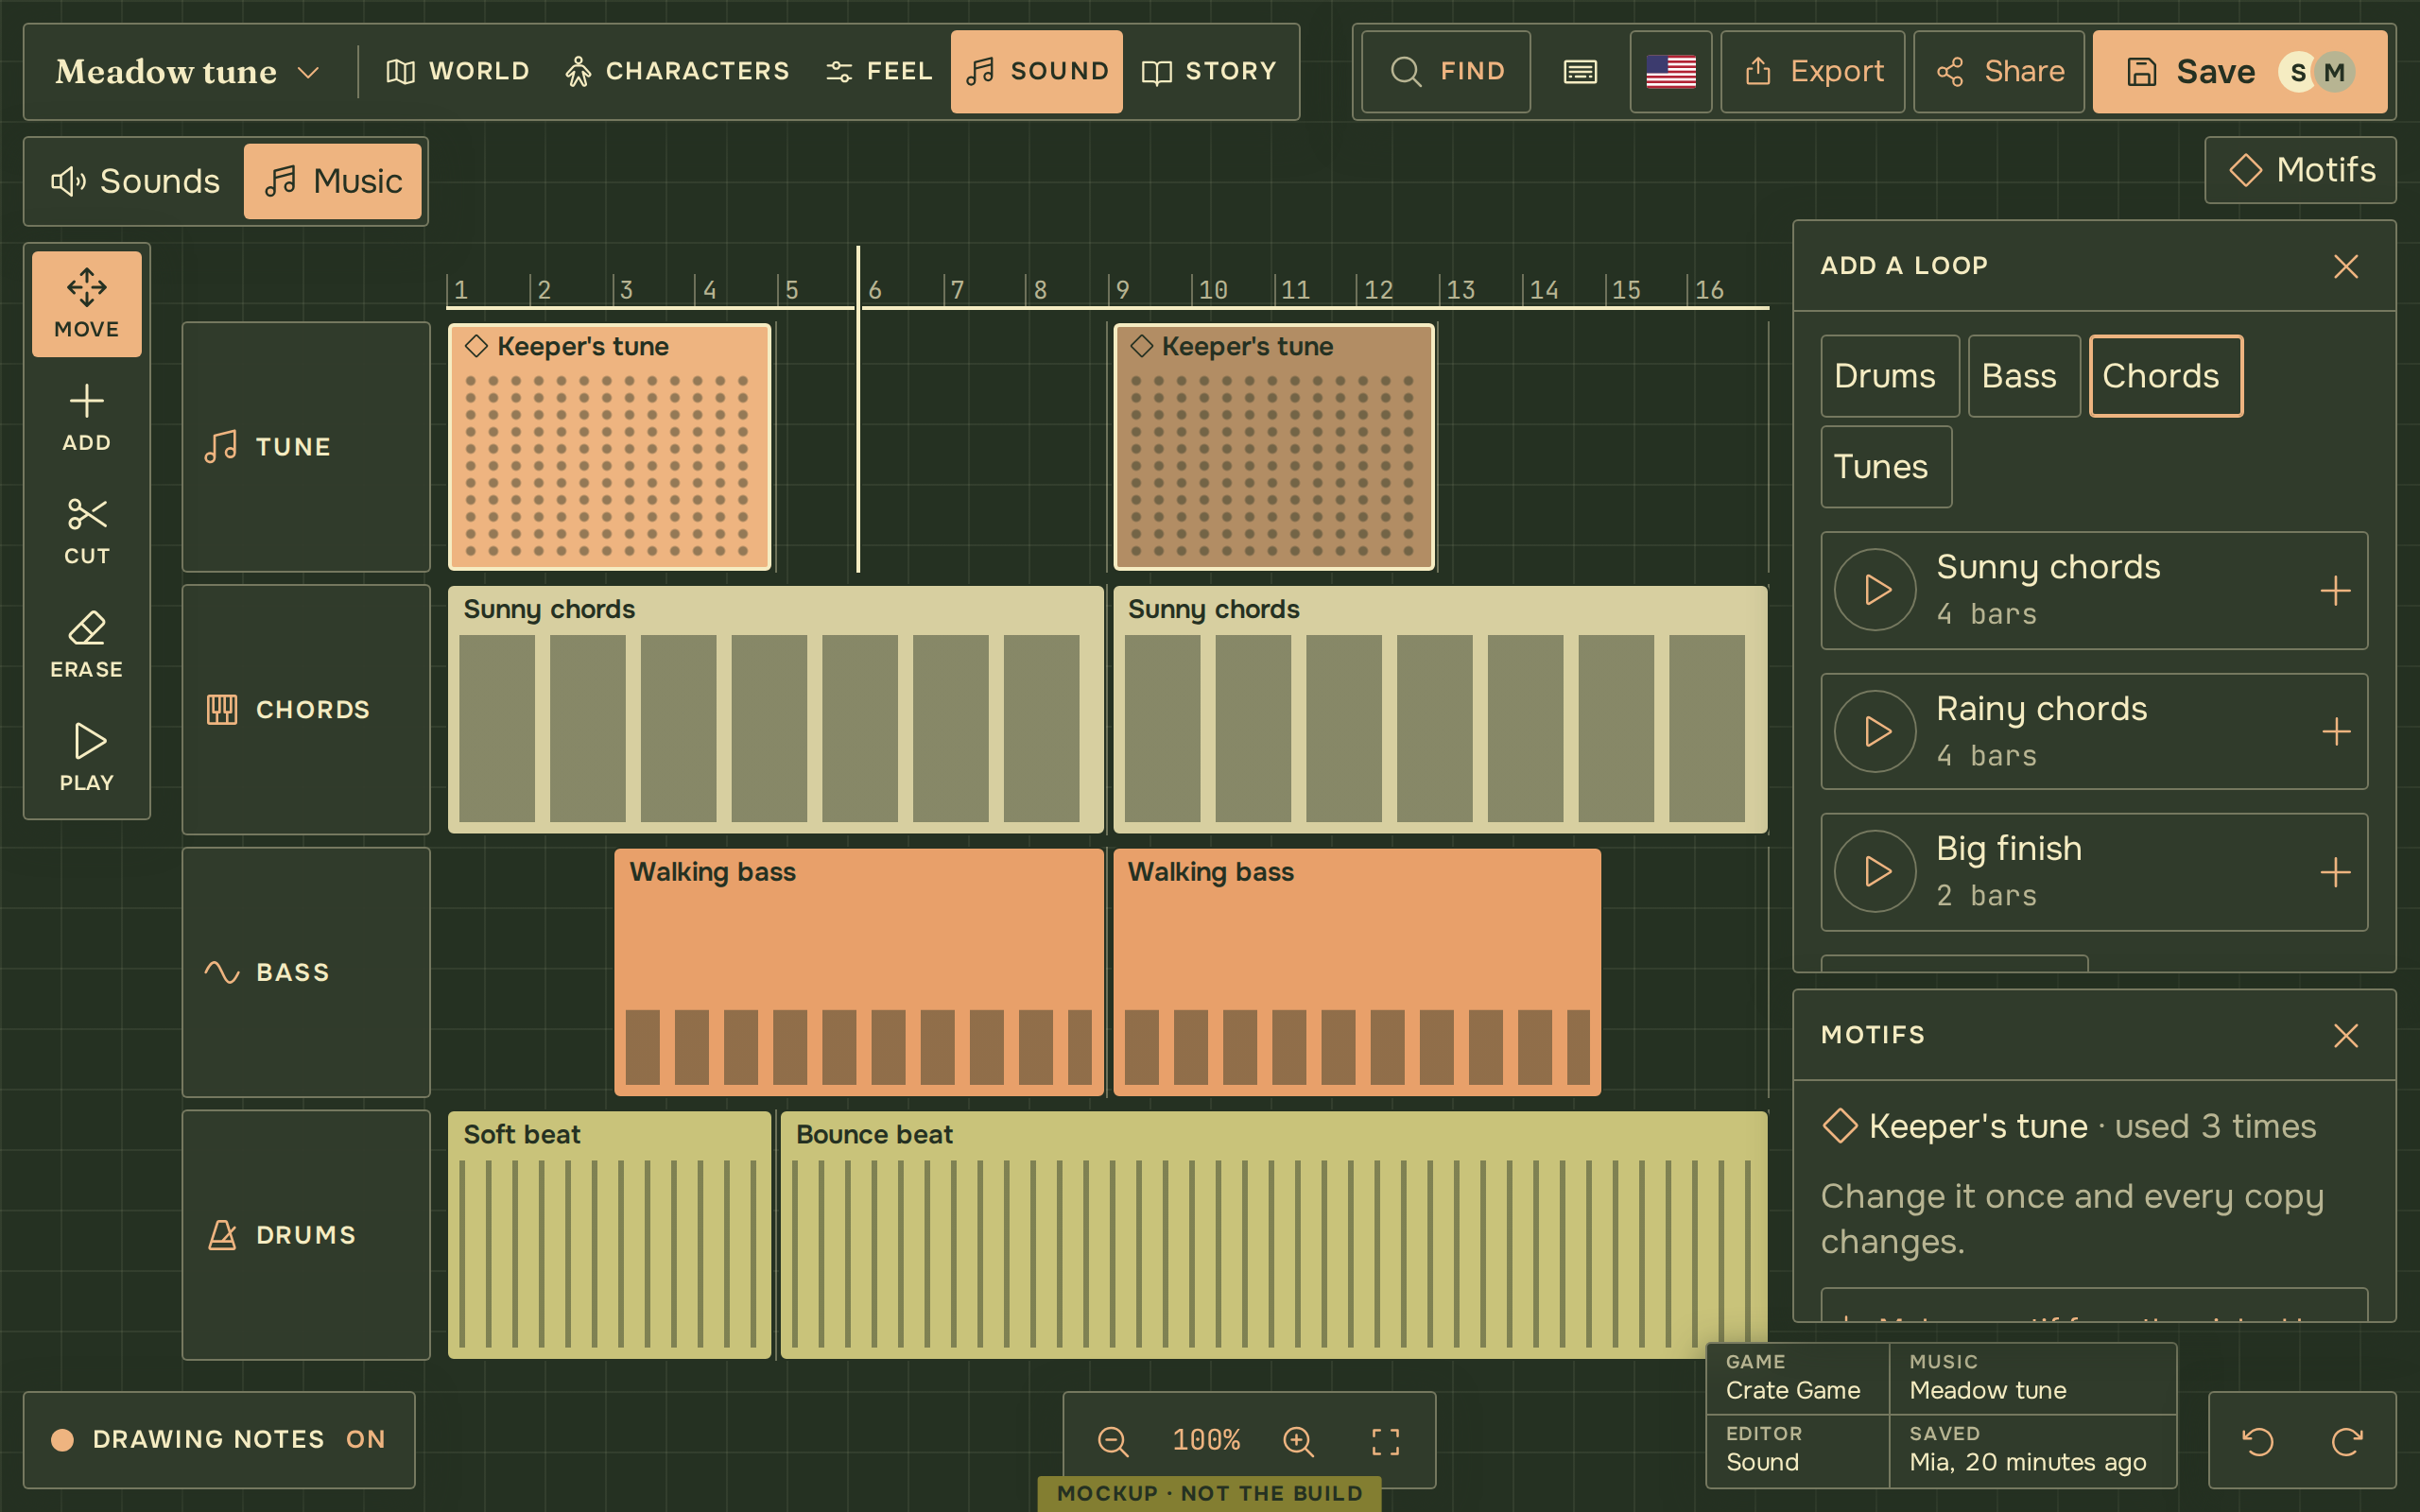 Meadow tune
WORLD
CHARACTERS
FEEL
SOUND
STORY
FIND
Export
Share
Save
S
M
Sounds
Music
Motifs
MOVE
ADD
CUT
ERASE
PLAY
1 2 3 4 5 6 7 8 9 10 11 12 13 14 15 16
TUNE
Keeper's tune
Keeper's tune
CHORDS
Sunny chords
Sunny chords
BASS
Walking bass
Walking bass
DRUMS
Soft beat
Bounce beat
ADD A LOOP
Drums
Bass
Chords
Tunes
Sunny chords
4 bars
Rainy chords
4 bars
Big finish
2 bars
MOTIFS
Keeper's tune · used 3 times
Change it once and every copy
changes.
DRAWING NOTES ON
100%
MOCKUP · NOT THE BUILD
GAME
Crate Game
MUSIC
Meadow tune
EDITOR
Sound
SAVED
Mia, 20 minutes ago